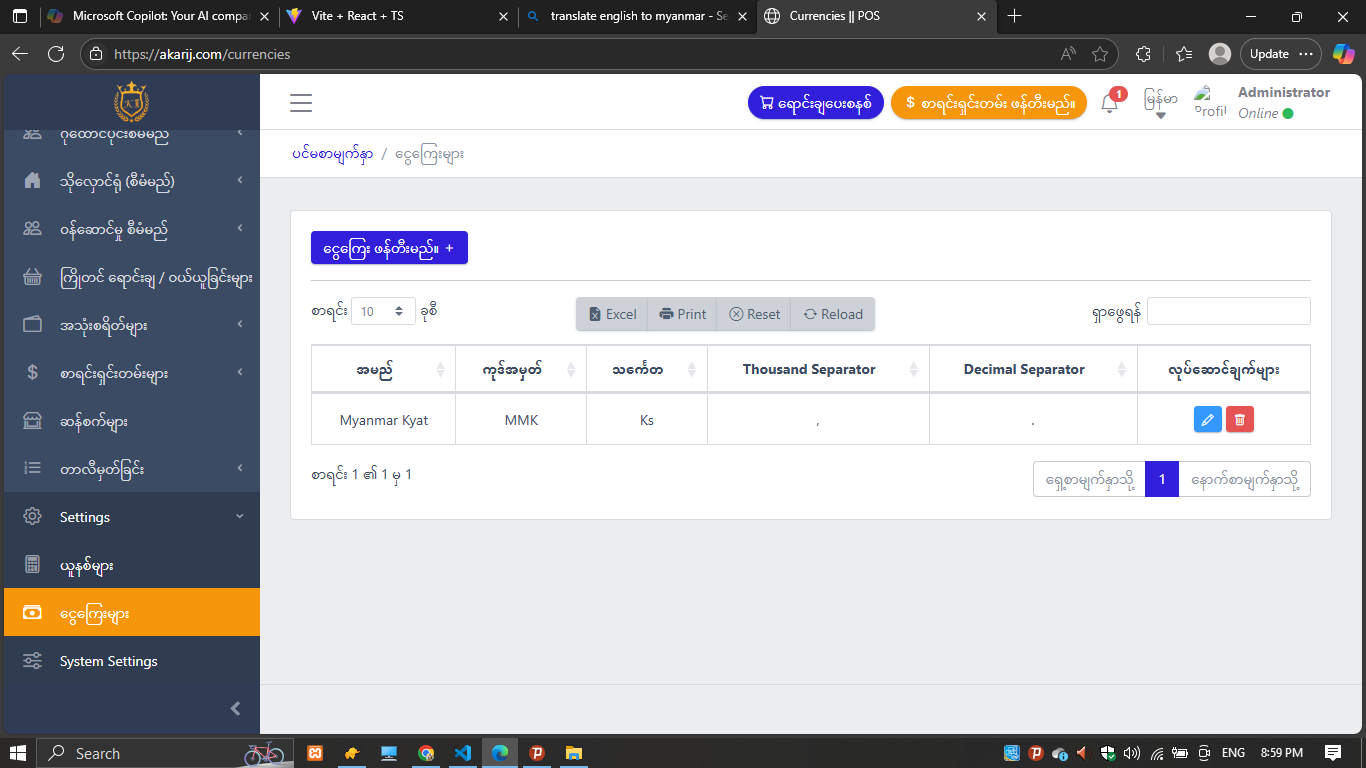 Microsoft Copilot: Your AI compa
Vite + React + TS
translate english to myanmar - Se
Currencies || POS
https://akarij.com/currencies
Update
ရောင်းချပေးစနစ်
$ စာရင်းရှင်းတမ်း ဖန်တီးမည်။
1
မြန်မာ
Profil
Administrator
Online
ဂိုထောင်ပိုင်းစီမံမည်
သိုလှောင်ရုံ (စီမံမည်)
ဝန်ဆောင်မှု စီမံမည်
ကြိုတင် ရောင်းချ / ဝယ်ယူခြင်းများ
အသုံးစရိတ်များ
စာရင်းရှင်းတမ်းများ
ဆန်စက်များ
တာလီမှတ်ခြင်း
Settings
ယူနစ်များ
ငွေကြေးများ
System Settings
ပင်မစာမျက်နှာ / ငွေကြေးများ
ငွေကြေး ဖန်တီးမည်။ +
စာရင်း 10 ခုစီ
Excel Print Reset Reload
ရှာဖွေရန်
အမည် ကုဒ်အမှတ် သင်္ကေတ Thousand Separator Decimal Separator လုပ်ဆောင်ချက်များ
Myanmar Kyat MMK Ks , .
စာရင်း 1 ၏ 1 မှ 1
ရှေ့စာမျက်နှာသို့ 1 နောက်စာမျက်နှာသို့
Search
ENG
8:59 PM